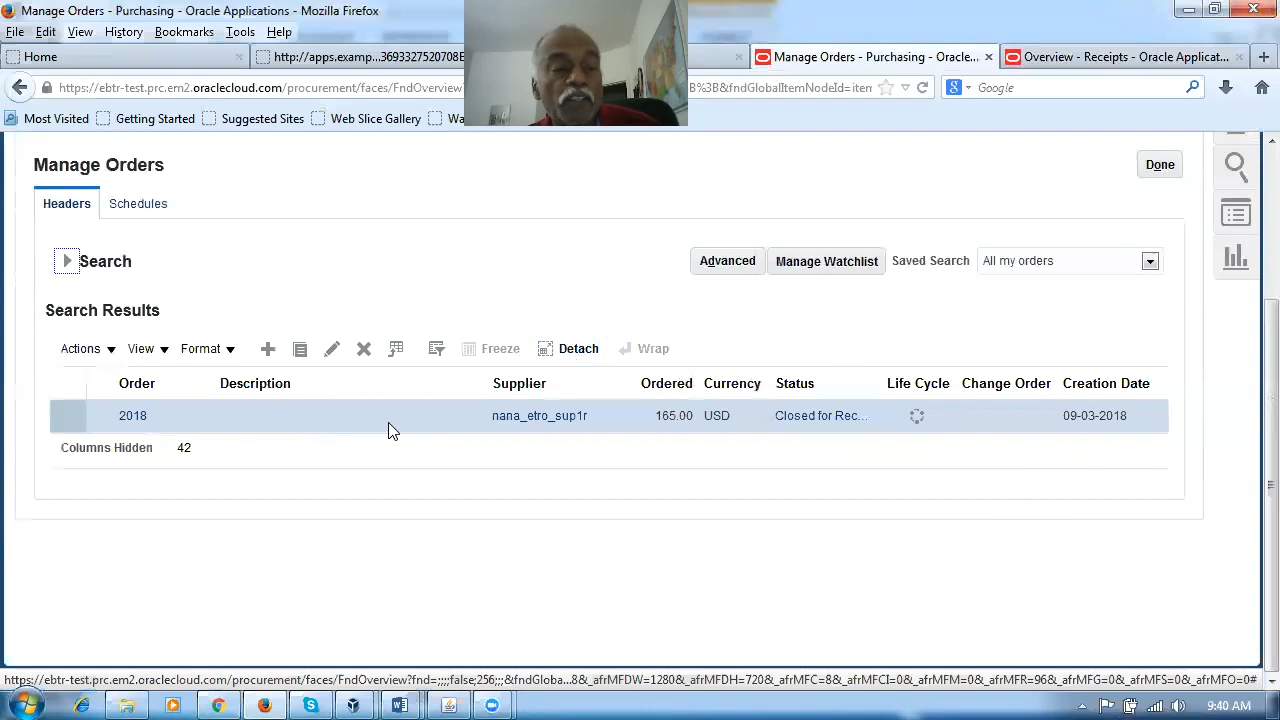 Manage Orders - Purchasing - Oracle Applications - Mozilla Firefox
File Edit View History Bookmarks Tools Help
Home http://apps.examp...3693327520708E Manage Orders - Purchasing - Oracle... Overview - Receipts - Oracle Applicat...
https://ebtr-test.prc.em2.oraclecloud.com/procurement/faces/FndOverview B%3B&fndGlobalItemNodeId=item Google
Most Visited Getting Started Suggested Sites Web Slice Gallery Wa
Manage Orders Done
Headers Schedules
Search Advanced Manage Watchlist Saved Search All my orders
Search Results
Actions View Format Freeze Detach Wrap
Order Description Supplier Ordered Currency Status Life Cycle Change Order Creation Date
2018 nana_etro_sup1r 165.00 USD Closed for Rec... 09-03-2018
Columns Hidden 42
https://ebtr-test.prc.em2.oraclecloud.com/procurement/faces/FndOverview?fnd=;;;;false;256;;;&fndGloba...8&_afrMFDW=1280&_afrMFDH=720&_afrMFC=8&_afrMFCI=0&_afrMFM=0&_afrMFR=96&_afrMFG=0&_afrMFS=0&_afrMFO=0#
9:40 AM